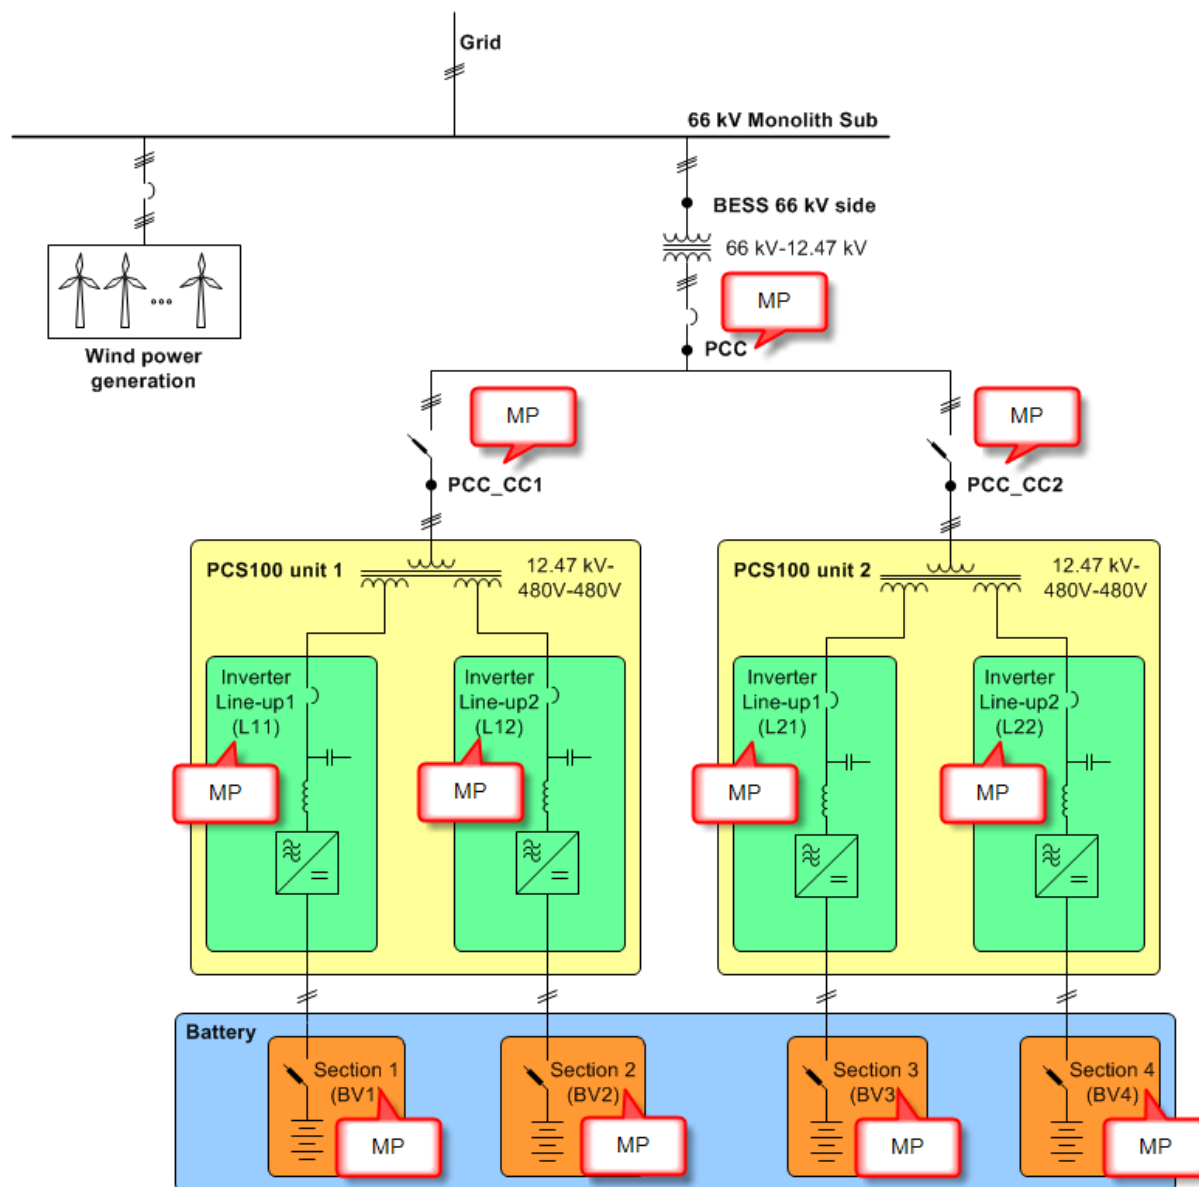 Grid
66 kV Monolith Sub
BESS 66 kV side
66 kV-12.47 kV
MP
PCC
Wind power
generation
MP
MP
PCC_CC1
PCC_CC2
PCS100 unit 1
12.47 kV-
480V-480V
PCS100 unit 2
12.47 kV-
480V-480V
Inverter
Line-up1
(L11)
Inverter
Line-up2
(L12)
Inverter
Line-up1
(L21)
Inverter
Line-up2
(L22)
MP
MP
MP
MP
Battery
Section 1
(BV1)
Section 2
(BV2)
Section 3
(BV3)
Section 4
(BV4)
MP
MP
MP
MP